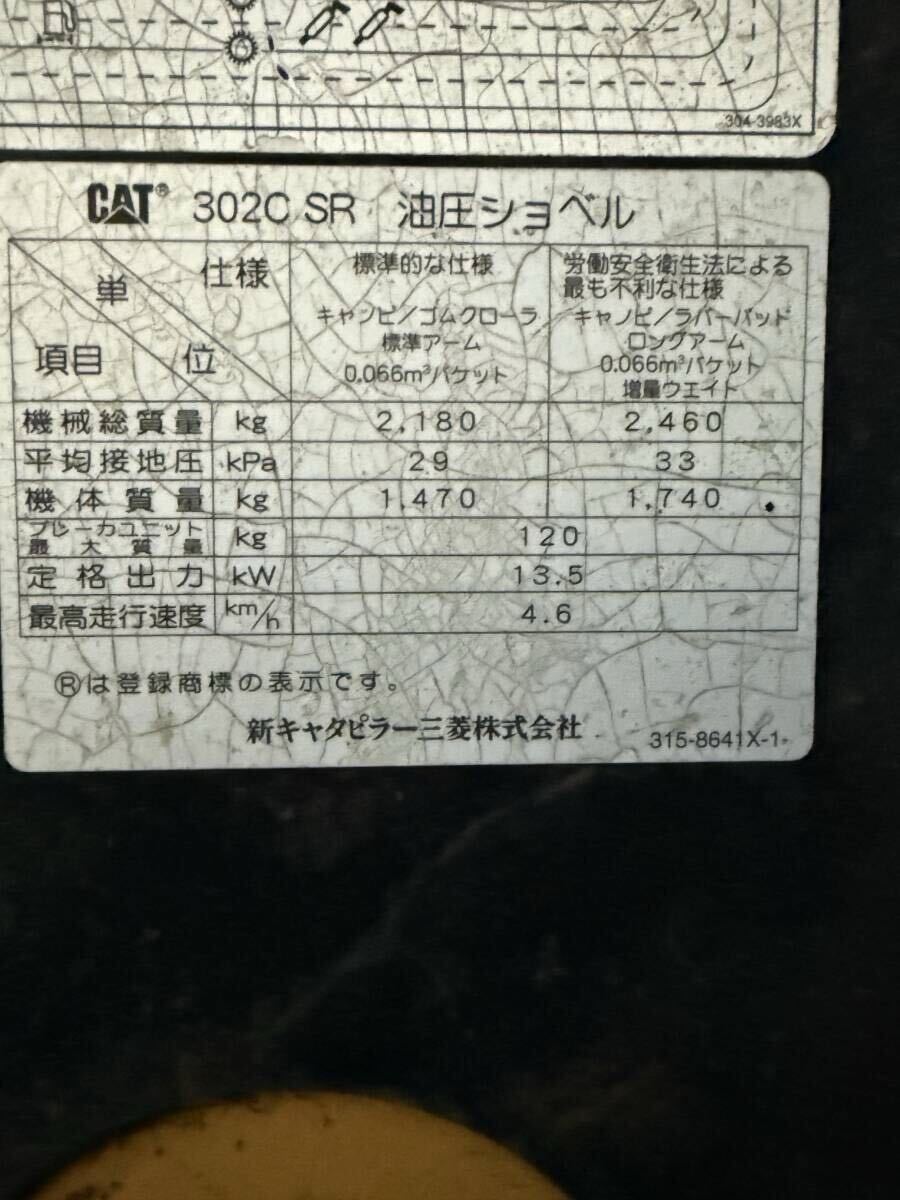 304-3983X
CAT® 302C SR 油圧ショベル
単位 仕様 項目
標準的な仕様
キャノピ/ゴムクローラ
標準アーム
0.066m³バケット
労働安全衛生法による
最も不利な仕様
キャノピ/ラバーパッド
ロングアーム
0.066m³バケット
増量ウエイト
機械総質量 kg 2,180 2,460
平均接地圧 kPa 29 33
機体質量 kg 1,470 1,740
ブレーカユニット
最大質量 kg 120
定格出力 kW 13.5
最高走行速度 km/h 4.6
Ⓡは登録商標の表示です。
新キャタピラー三菱株式会社
315-8641X-1